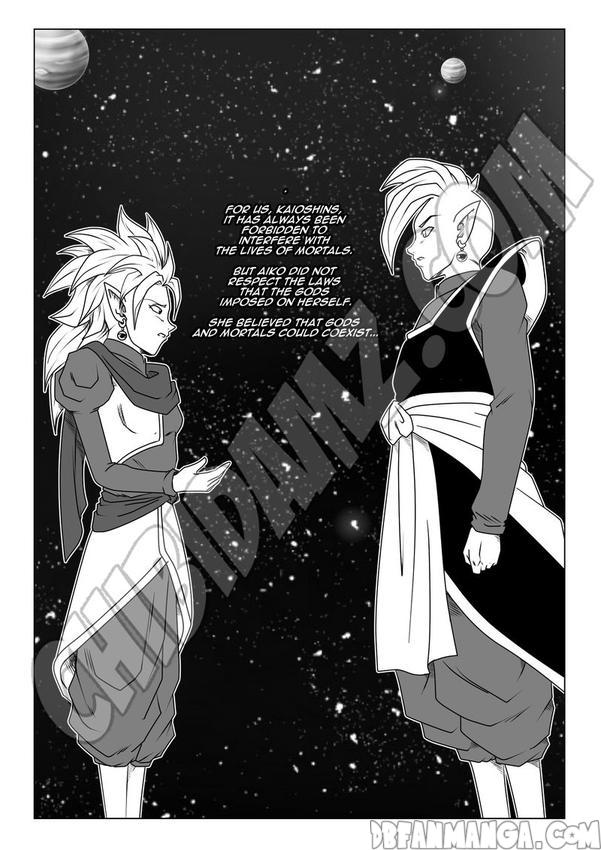 FOR US, KAIOSHINS,
IT HAS ALWAYS BEEN
FORBIDDEN TO
INTERFERE WITH
THE LIVES OF MORTALS.
BUT AIKO DID NOT
RESPECT THE LAWS
THAT THE GODS
IMPOSED ON HERSELF.
SHE BELIEVED THAT GODS
AND MORTALS COULD COEXIST...
CHIBIDAMZ.COM
DBFANMANGA.COM